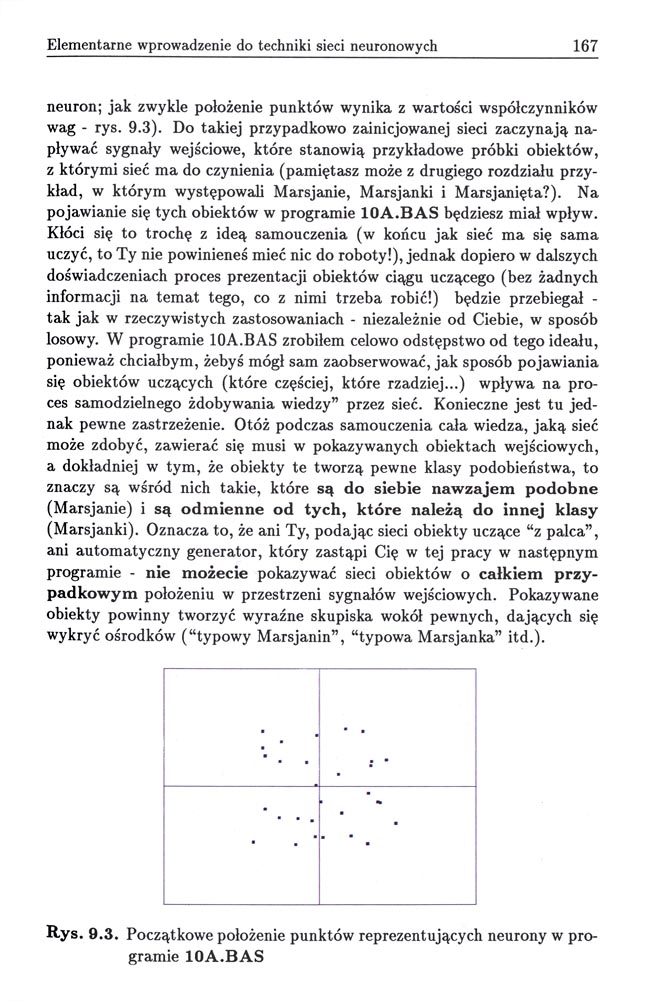 Elementarne wprowadzenie do techniki sieci neuronowych 167
neuron; jak zwykle położenie punktów wynika z wartości współczynników
wag - rys. 9.3). Do takiej przypadkowo zainicjowanej sieci zaczynają na-
pływać sygnały wejściowe, które stanowią przykładowe próbki obiektów,
z którymi sieć ma do czynienia (pamiętasz może z drugiego rozdziału przy-
kład, w którym występowali Marsjanie, Marsjanki i Marsjanięta?). Na
pojawianie się tych obiektów w programie 10A.BAS będziesz miał wpływ.
Kłóci się to trochę z ideą samouczenia (w końcu jak sieć ma się sama
uczyć, to Ty nie powinieneś mieć nic do roboty!), jednak dopiero w dalszych
doświadczeniach proces prezentacji obiektów ciągu uczącego (bez żadnych
informacji na temat tego, co z nimi trzeba robić!) będzie przebiegał -
tak jak w rzeczywistych zastosowaniach - niezależnie od Ciebie, w sposób
losowy. W programie 10A.BAS zrobiłem celowo odstępstwo od tego ideału,
ponieważ chciałbym, żebyś mógł sam zaobserwować, jak sposób pojawiania
się obiektów uczących (które częściej, które rzadziej...) wpływa na pro-
ces samodzielnego żdobywania wiedzy" przez sieć. Konieczne jest tu jed-
nak pewne zastrzeżenie. Otóż podczas samouczenia cała wiedza, jaką sieć
może zdobyć, zawierać się musi w pokazywanych obiektach wejściowych,
a dokładniej w tym, że obiekty te tworzą pewne klasy podobieństwa, to
znaczy są wśród nich takie, które są do siebie nawzajem podobne
(Marsjanie) i są odmienne od tych, które należą do innej klasy
(Marsjanki). Oznacza to, że ani Ty, podając sieci obiekty uczące "z palca",
ani automatyczny generator, który zastąpi Cię w tej pracy w następnym
programie - nie możecie pokazywać sieci obiektów o całkiem przy-
padkowym położeniu w przestrzeni sygnałów wejściowych. Pokazywane
obiekty powinny tworzyć wyraźne skupiska wokół pewnych, dających się
wykryć ośrodków ("typowy Marsjanin", "typowa Marsjanka" itd.).
Rys. 9.3. Początkowe położenie punktów reprezentujących neurony w pro-
gramie 10A.BAS